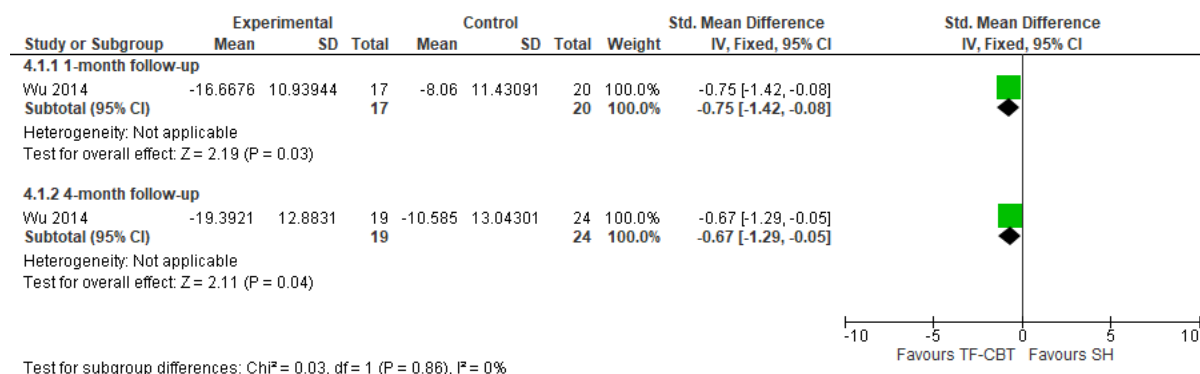 Experimental Control Std. Mean Difference Std. Mean Difference
Study or Subgroup Mean SD Total Mean SD Total Weight IV, Fixed, 95% CI IV, Fixed, 95% CI
4.1.1 1-month follow-up
Wu 2014 -16.6676 10.93944 17 -8.06 11.43091 20 100.0% -0.75 [-1.42, -0.08]
Subtotal (95% CI) 17 20 100.0% -0.75 [-1.42, -0.08]
Heterogeneity: Not applicable
Test for overall effect: Z = 2.19 (P = 0.03)
4.1.2 4-month follow-up
Wu 2014 -19.3921 12.8831 19 -10.585 13.04301 24 100.0% -0.67 [-1.29, -0.05]
Subtotal (95% CI) 19 24 100.0% -0.67 [-1.29, -0.05]
Heterogeneity: Not applicable
Test for overall effect: Z = 2.11 (P = 0.04)
-10 -5 0 5 10
Favours TF-CBT Favours SH
Test for subgroup differences: Chi² = 0.03, df = 1 (P = 0.86), I² = 0%